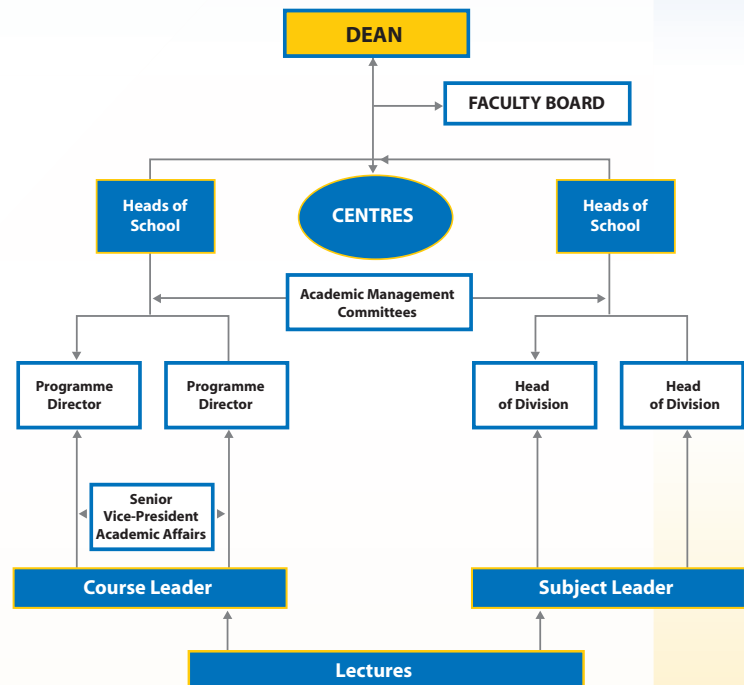 DEAN
FACULTY BOARD
Heads of
School
CENTRES
Heads of
School
Academic Management
Committees
Programme
Director
Programme
Director
Head
of Division
Head
of Division
Senior
Vice-President
Academic Affairs
Course Leader
Subject Leader
Lectures